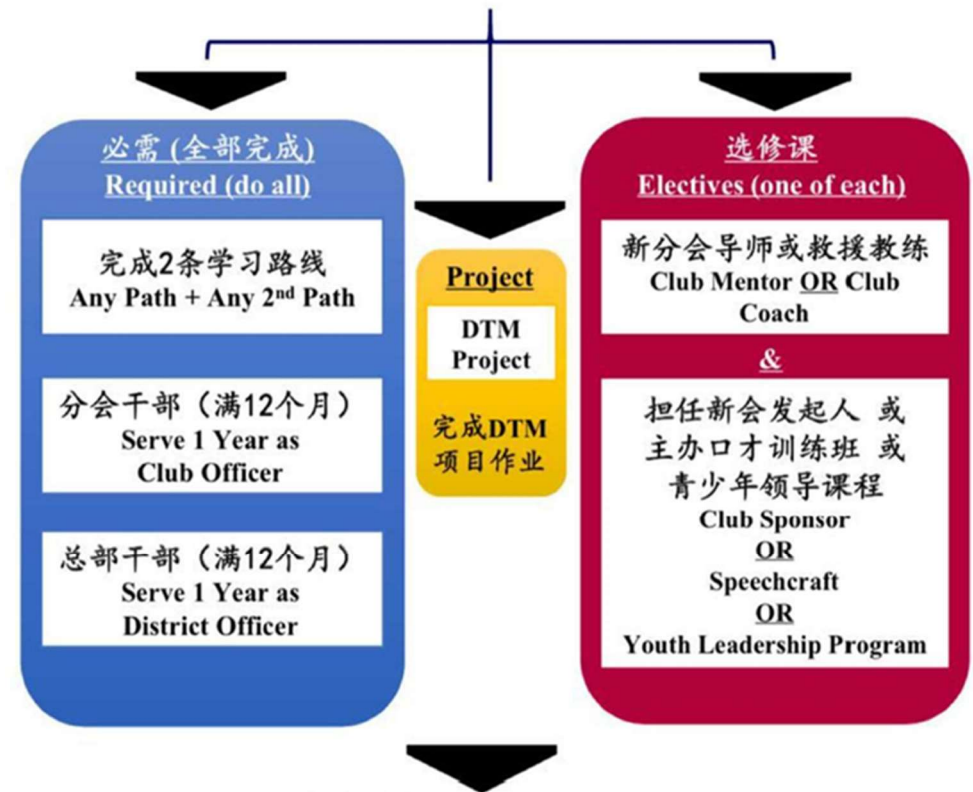 必需 (全部完成)
Required (do all)
完成2条学习路线
Any Path + Any 2nd Path
分会干部（满12个月）
Serve 1 Year as
Club Officer
总部干部（满12个月）
Serve 1 Year as
District Officer
Project
DTM
Project
完成DTM
项目作业
选修课
Electives (one of each)
新分会导师或救援教练
Club Mentor OR Club
Coach
&
担任新会发起人 或
主办口才训练班 或
青少年领导课程
Club Sponsor
OR
Speechcraft
OR
Youth Leadership Program